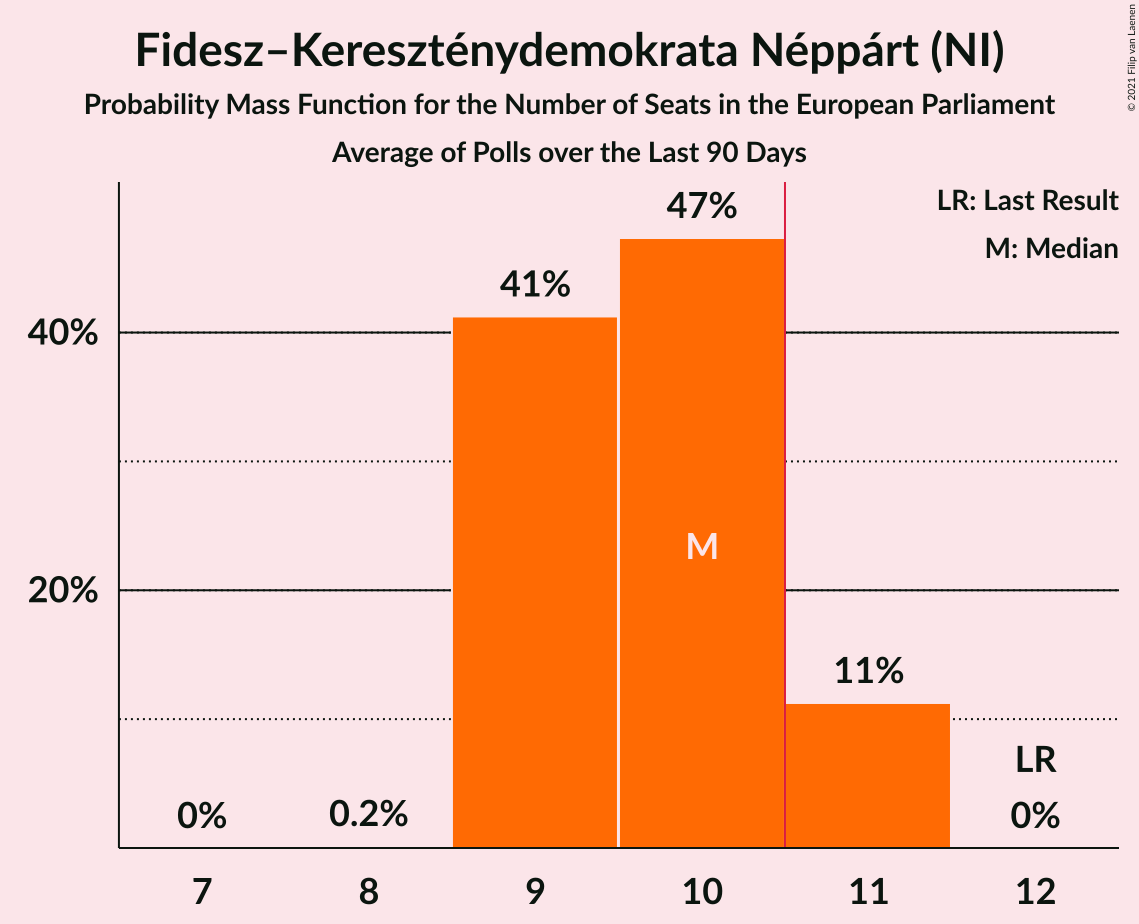 Fidesz–Kereszténydemokrata Néppárt (NI)
Probability Mass Function for the Number of Seats in the European Parliament
Average of Polls over the Last 90 Days
© 2021 Filip van Laenen
LR: Last Result
M: Median
40%
20%
0%
0.2%
41%
47%
M
11%
LR
0%
7
8
9
10
11
12